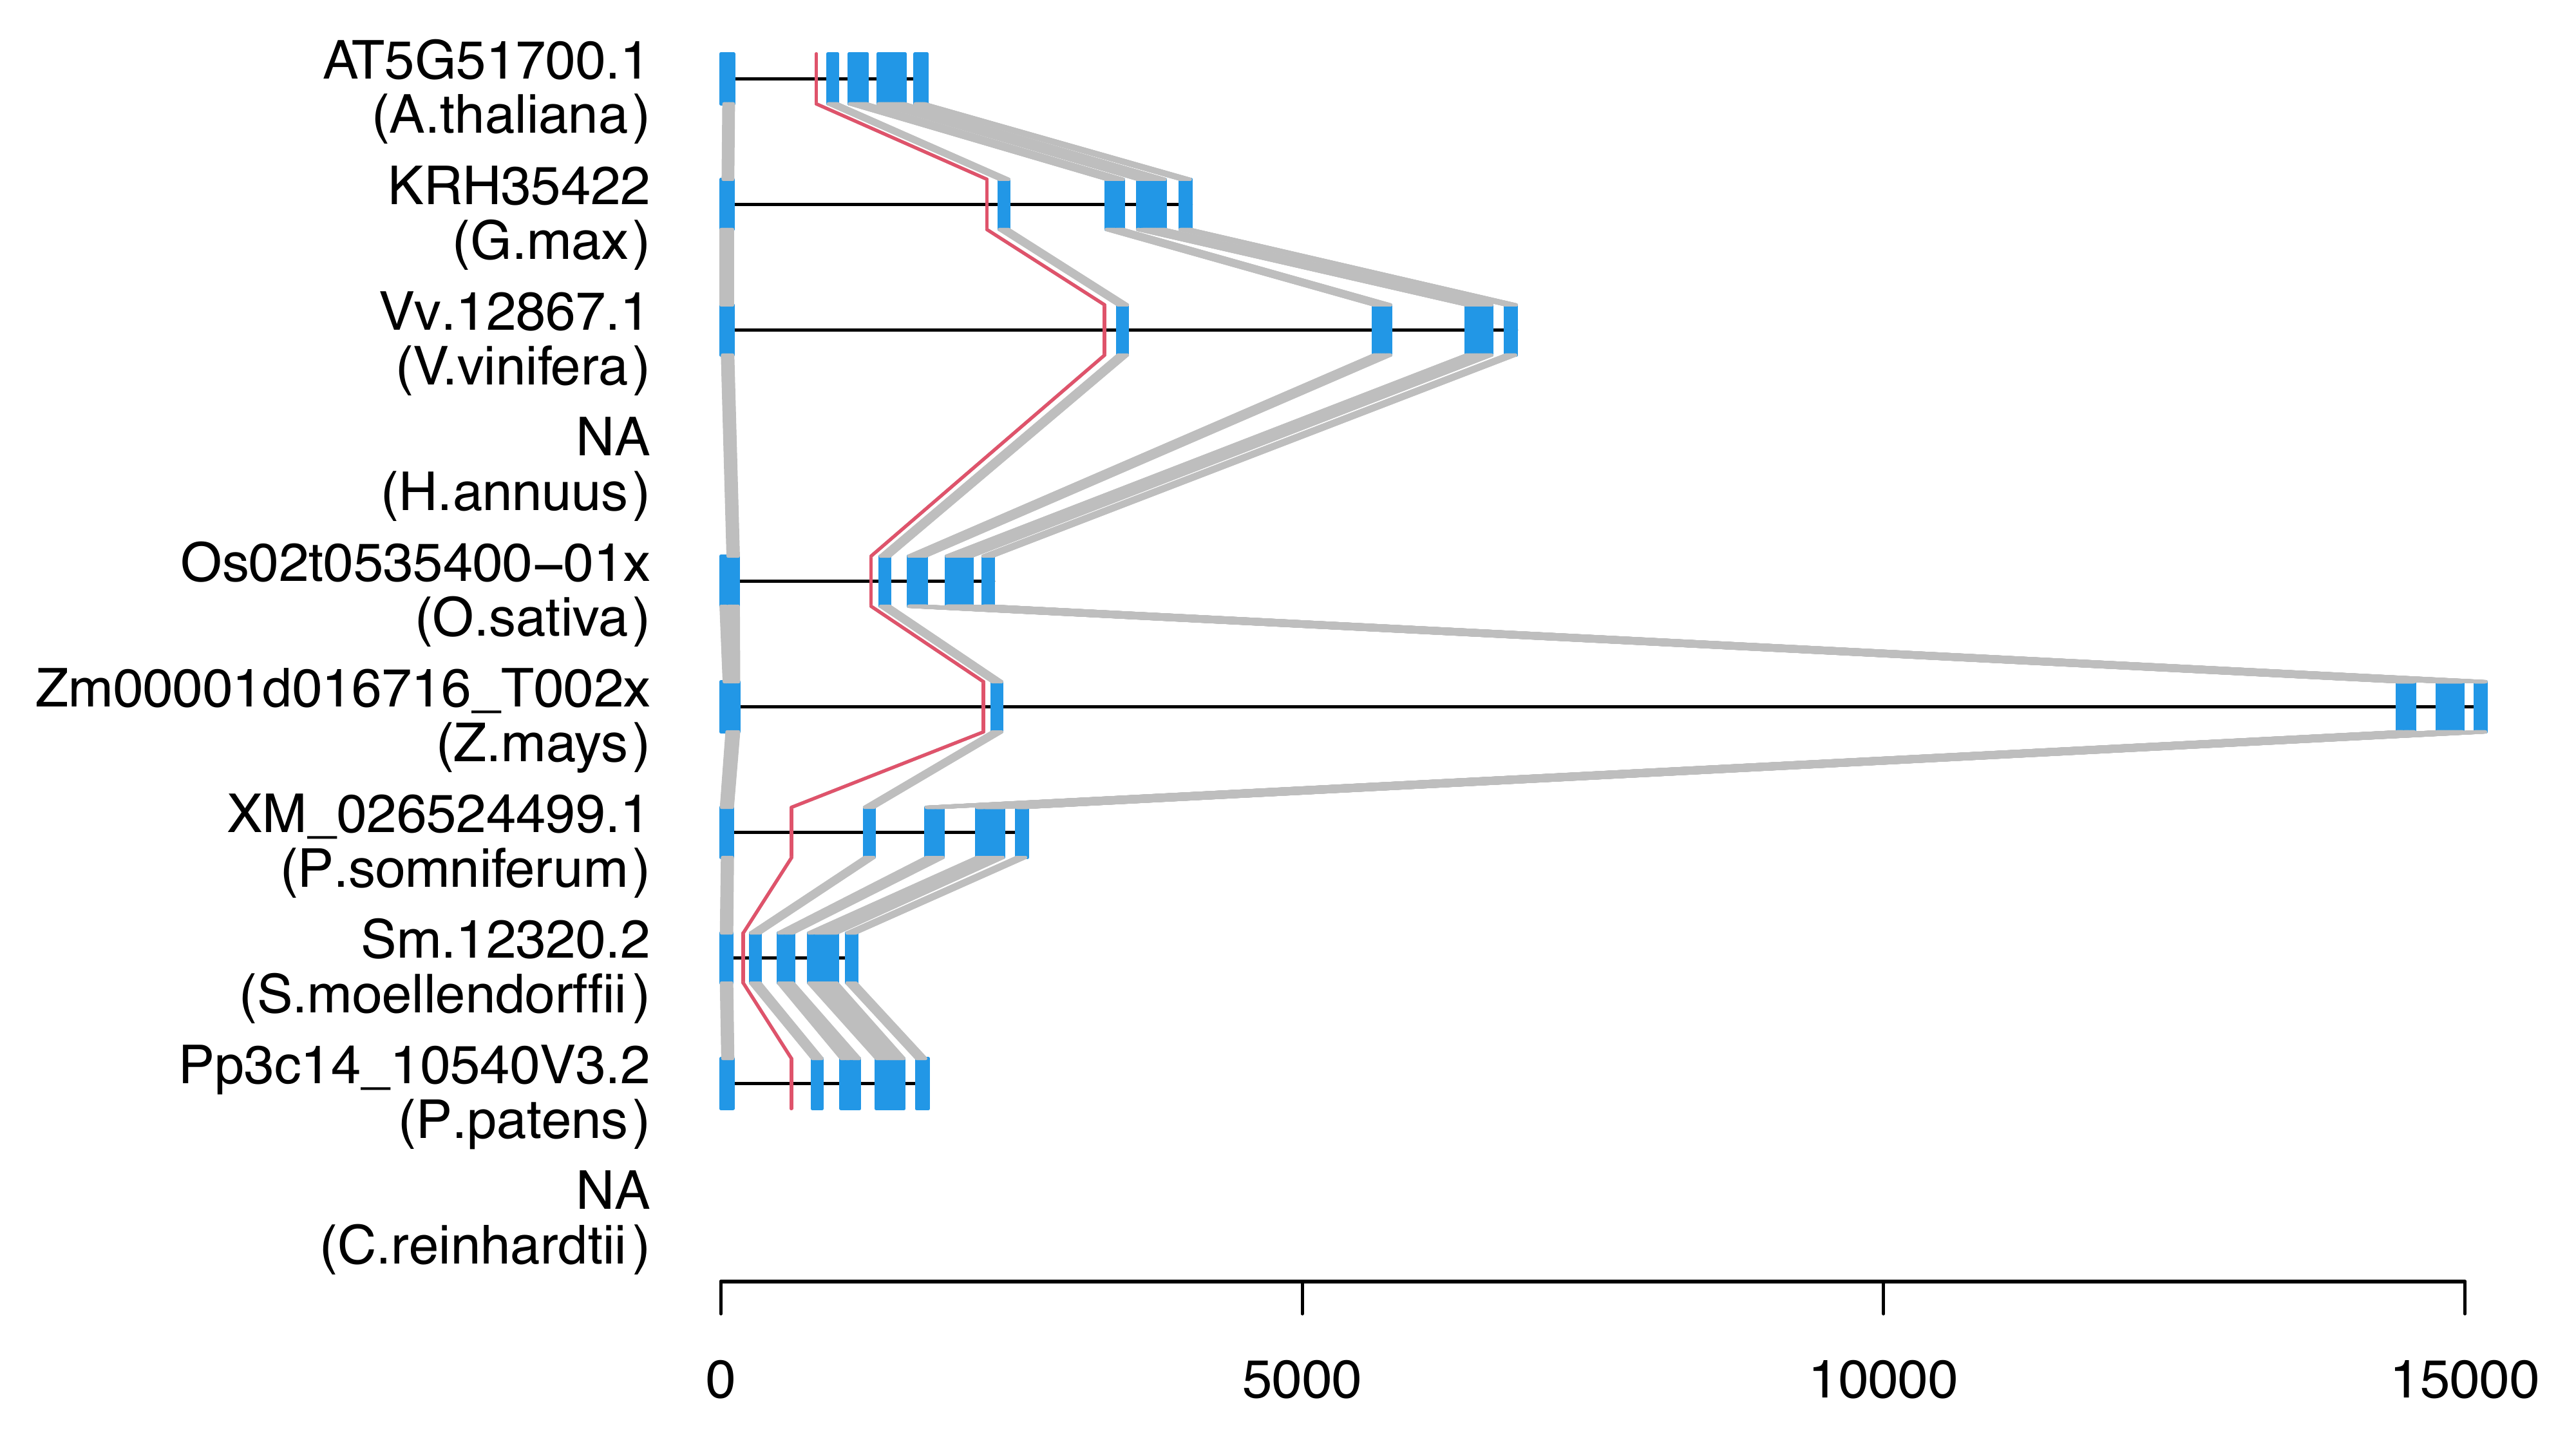 AT5G51700.1
(A.thaliana)
KRH35422
(G.max)
Vv.12867.1
(V.vinifera)
NA
(H.annuus)
Os02t0535400−01x
(O.sativa)
Zm00001d016716_T002x
(Z.mays)
XM_026524499.1
(P.somniferum)
Sm.12320.2
(S.moellendorffii)
Pp3c14_10540V3.2
(P.patens)
NA
(C.reinhardtii)
0 5000 10000 15000